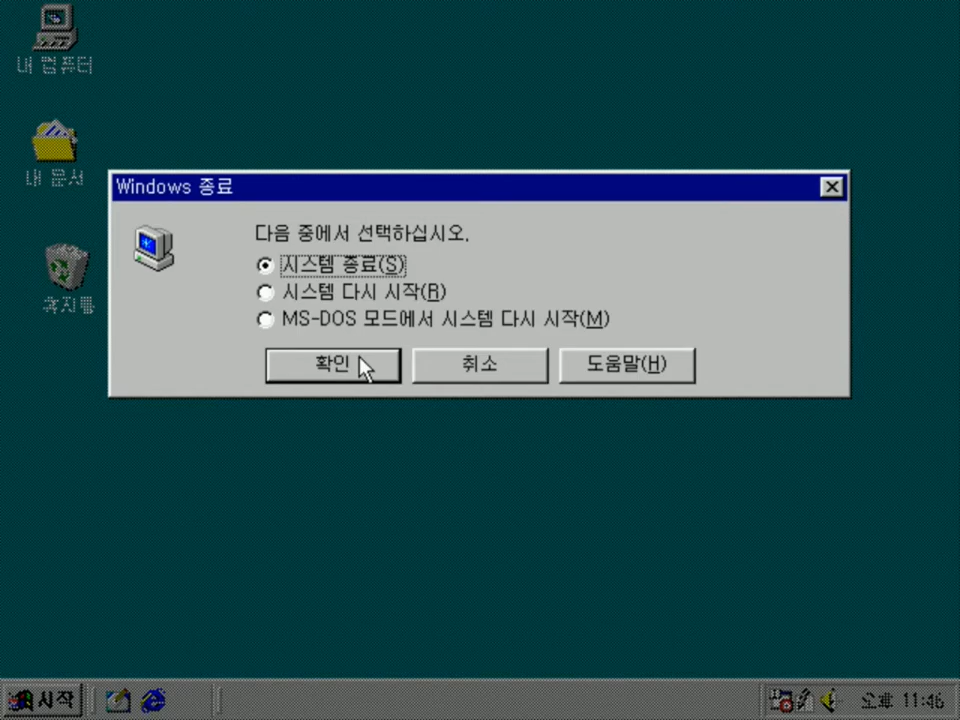 내 컴퓨터
내 문서
휴지통
Windows 종료
다음 중에서 선택하십시오.
시스템 종료(S)
시스템 다시 시작(R)
MS-DOS 모드에서 시스템 다시 시작(M)
확인
취소
도움말(H)
시작
오후 11:46